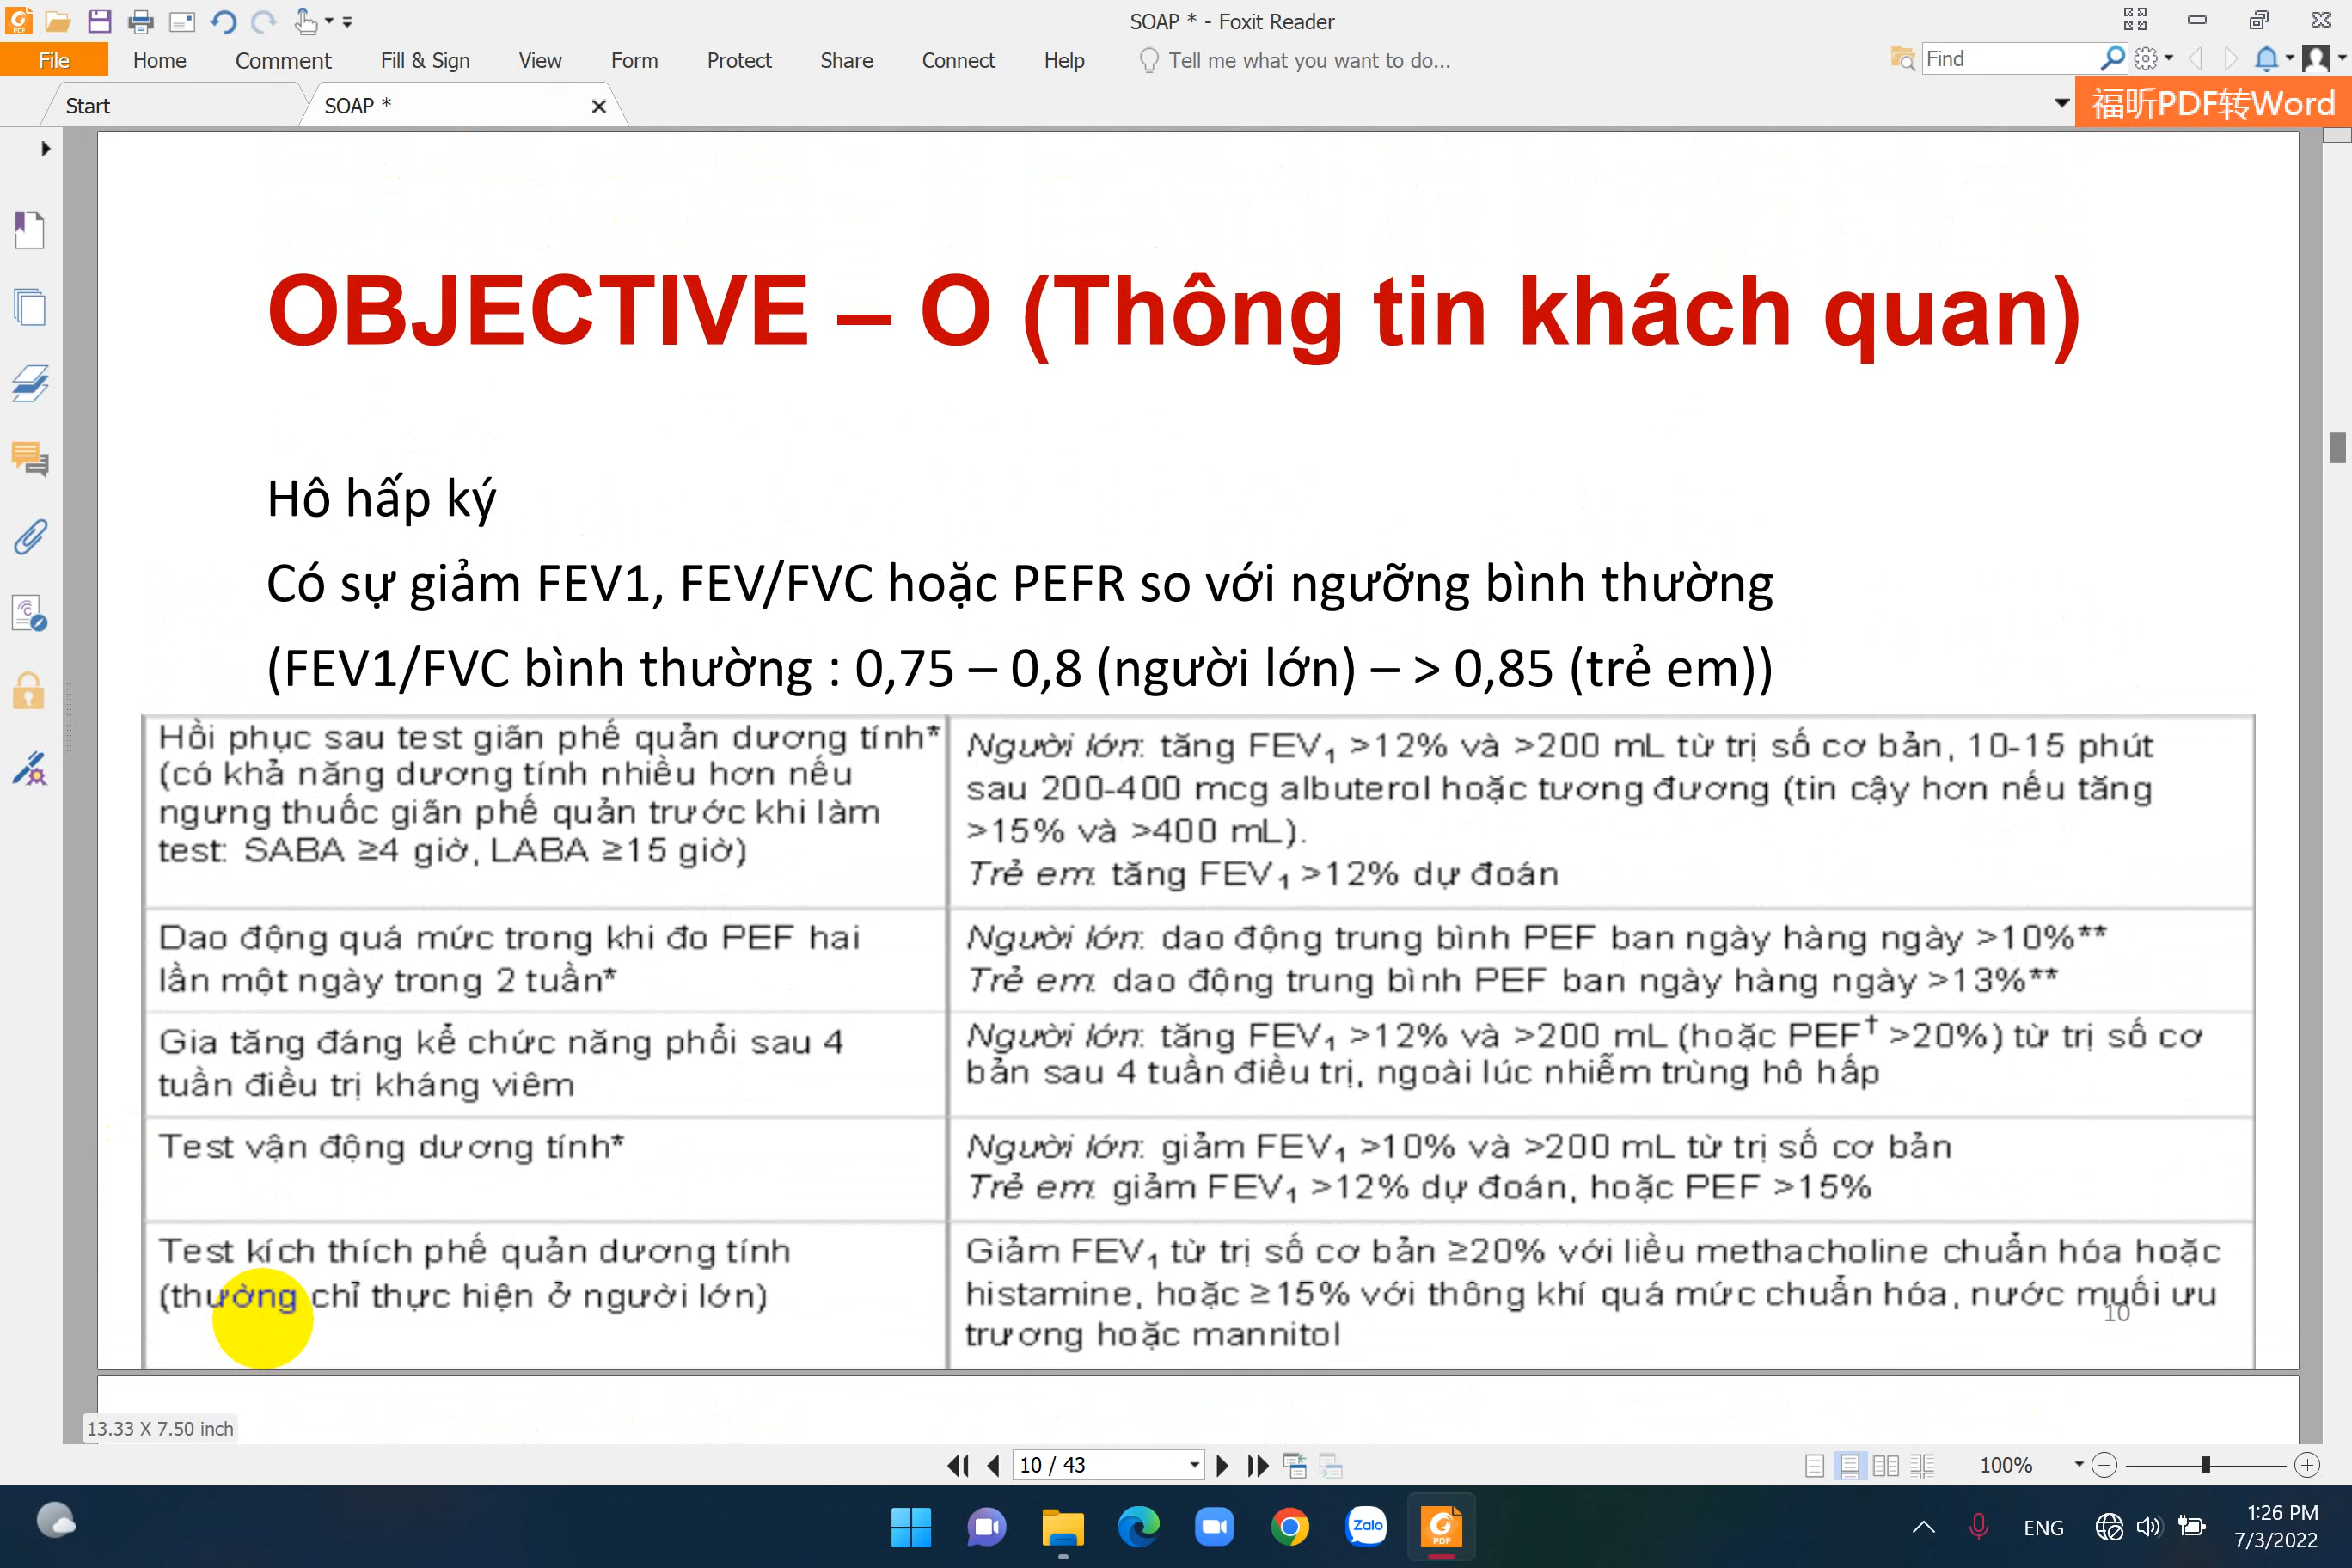 SOAP * - Foxit Reader
File Home Comment Fill & Sign View Form Protect Share Connect Help Tell me what you want to do... Find
Start SOAP * 福昕PDF转Word
OBJECTIVE – O (Thông tin khách quan)
Hô hấp ký
Có sự giảm FEV1, FEV/FVC hoặc PEFR so với ngưỡng bình thường
(FEV1/FVC bình thường : 0,75 – 0,8 (người lớn) – > 0,85 (trẻ em))
Hồi phục sau test giãn phế quản dương tính*
(có khả năng dương tính nhiều hơn nếu
ngưng thuốc giãn phế quản trước khi làm
test: SABA ≥4 giờ, LABA ≥15 giờ)
Người lớn: tăng FEV₁ >12% và >200 mL từ trị số cơ bản, 10-15 phút
sau 200-400 mcg albuterol hoặc tương đương (tin cậy hơn nếu tăng
>15% và >400 mL).
Trẻ em: tăng FEV₁ >12% dự đoán
Dao động quá mức trong khi đo PEF hai
lần một ngày trong 2 tuần*
Người lớn: dao động trung bình PEF ban ngày hàng ngày >10%**
Trẻ em: dao động trung bình PEF ban ngày hàng ngày >13%**
Gia tăng đáng kể chức năng phổi sau 4
tuần điều trị kháng viêm
Người lớn: tăng FEV₁ >12% và >200 mL (hoặc PEF† >20%) từ trị số cơ
bản sau 4 tuần điều trị, ngoài lúc nhiễm trùng hô hấp
Test vận động dương tính*
Người lớn: giảm FEV₁ >10% và >200 mL từ trị số cơ bản
Trẻ em: giảm FEV₁ >12% dự đoán, hoặc PEF >15%
Test kích thích phế quản dương tính
(thường chỉ thực hiện ở người lớn)
Giảm FEV₁ từ trị số cơ bản ≥20% với liều methacholine chuẩn hóa hoặc
histamine, hoặc ≥15% với thông khí quá mức chuẩn hóa, nước muối ưu
trương hoặc mannitol
10
13.33 X 7.50 inch
10 / 43 100%
Zalo
ENG
1:26 PM
7/3/2022